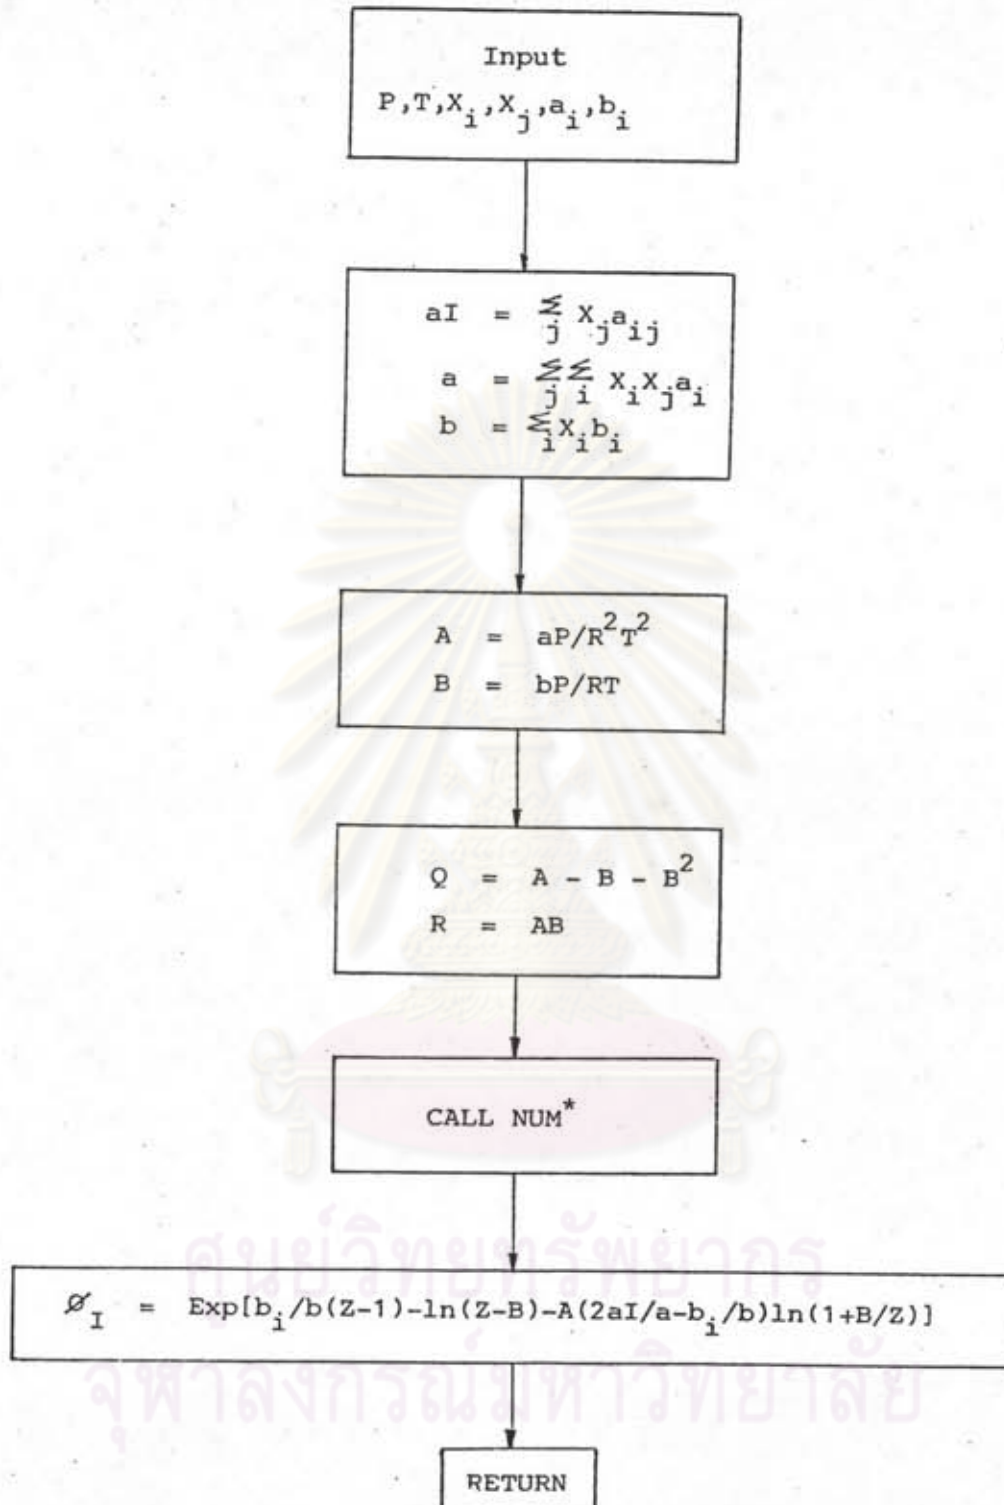 Input
P,T,X_i,X_j,a_i,b_i
aI = Σ_j X_j a_ij
a = Σ_j Σ_i X_i X_j a_i
b = Σ_i X_i b_i
A = aP/R^2T^2
B = bP/RT
Q = A - B - B^2
R = AB
CALL NUM*
ศูนย์วิทยทรัพยากร
Ø_I = Exp[b_i/b(Z-1)-ln(Z-B)-A(2aI/a-b_i/b)ln(1+B/Z)]
จุฬาลงกรณ์มหาวิทยาลัย
RETURN